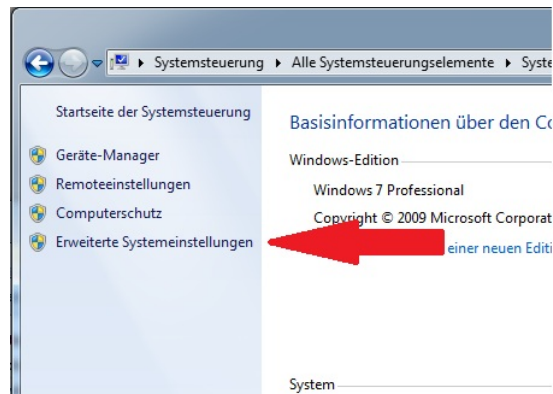 Systemsteuerung Alle Systemsteuerungselemente
Startseite der Systemsteuerung
Geräte-Manager
Remoteeinstellungen
Computerschutz
Erweiterte Systemeinstellungen
Basisinformationen über den
Windows-Edition
Windows 7 Professional
Copyright © 2009 Microsoft
einer neuen
System